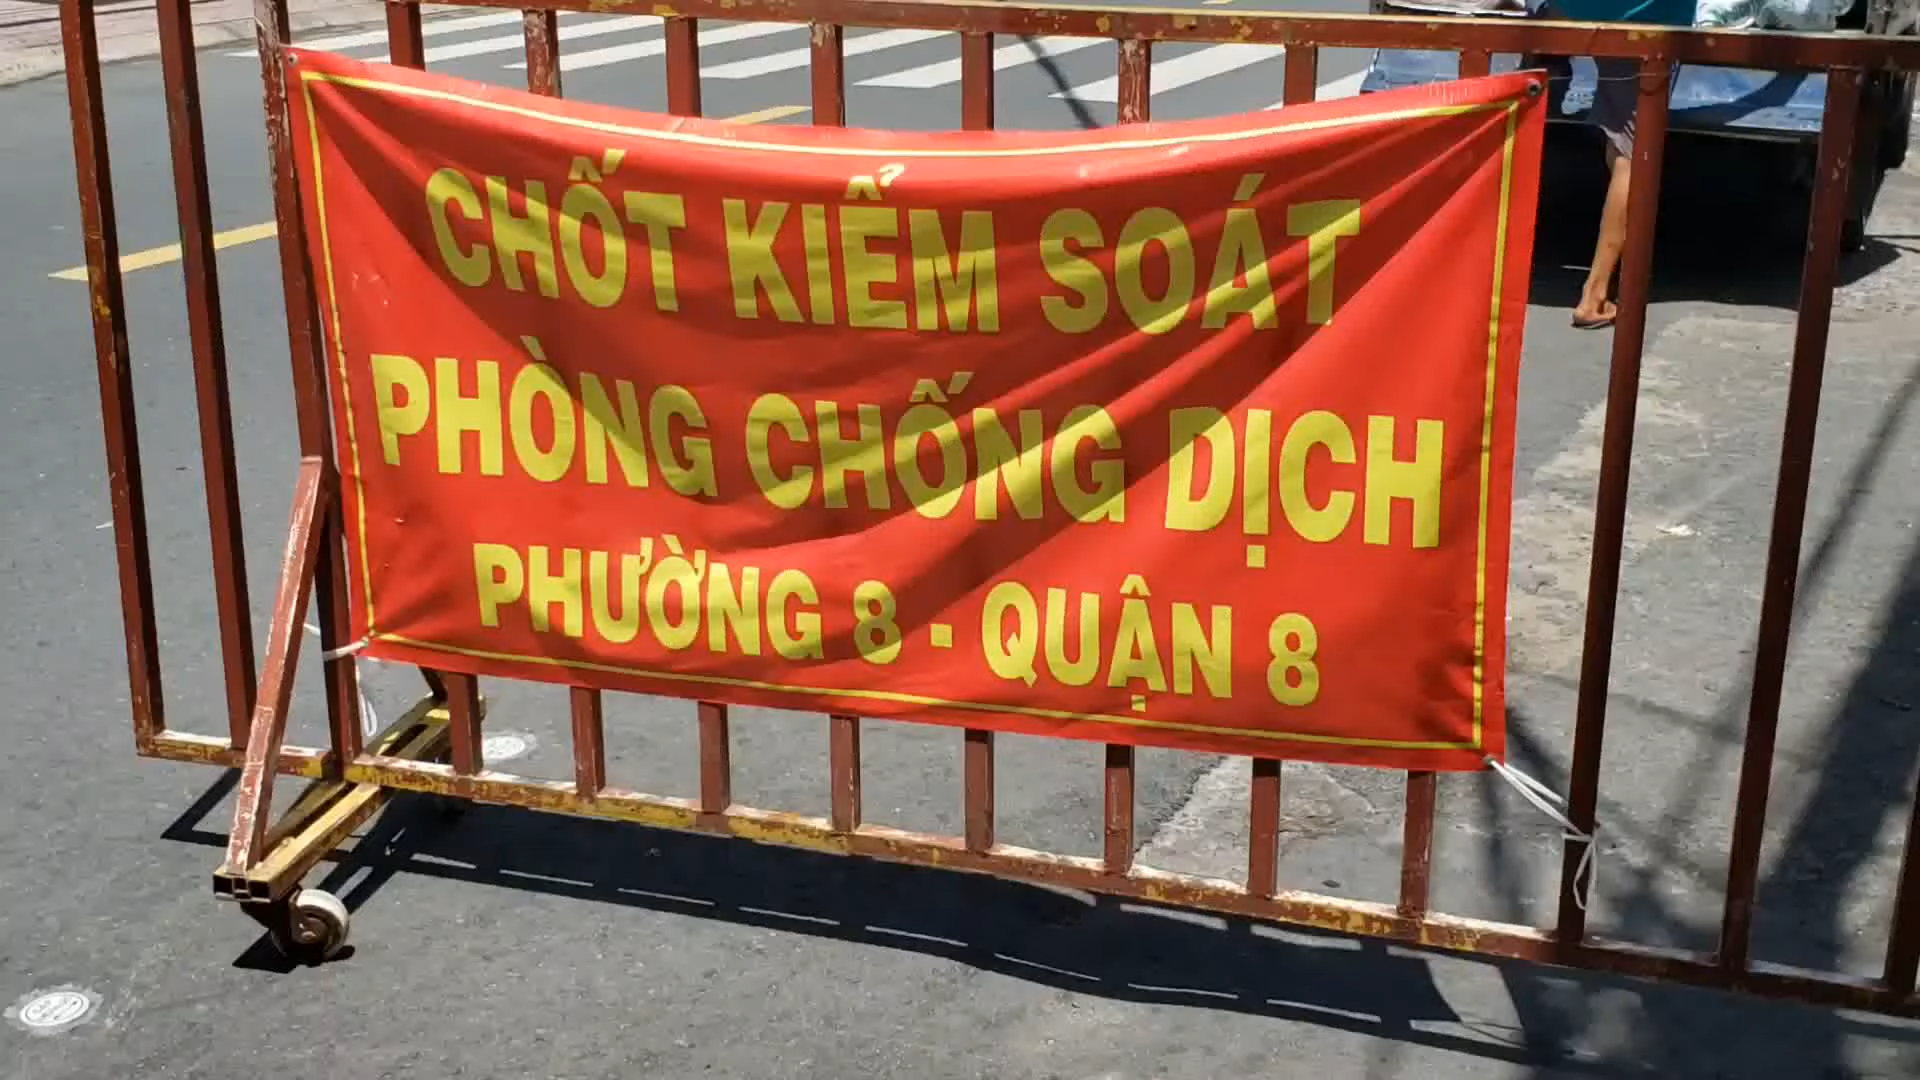 CHỐT KIỂM SOÁT
PHÒNG CHỐNG DỊCH
PHƯỜNG 8 - QUẬN 8